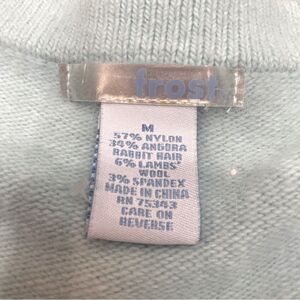 frost
M
57% NYLON
34% ANGORA
RABBIT HAIR
6% LAMBS'
WOOL
3% SPANDEX
MADE IN CHINA
RN 75343
CARE ON
REVERSE